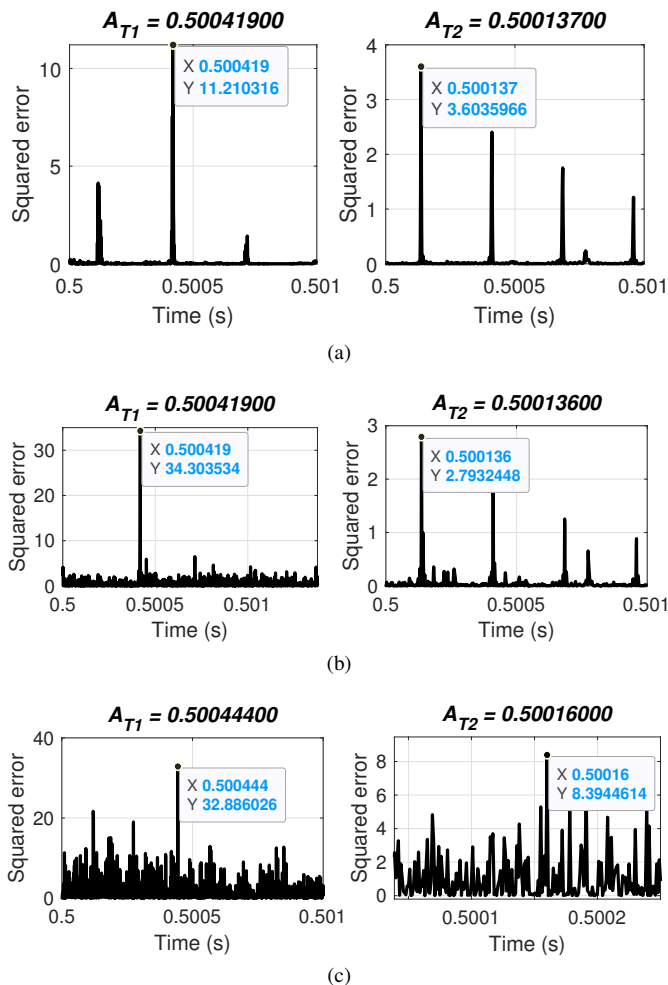 A_T1 = 0.50041900
Squared error
10
5
0
X 0.500419
Y 11.210316
0.5
0.5005
0.501
Time (s)
A_T2 = 0.50013700
Squared error
4
3
2
1
0
X 0.500137
Y 3.6035966
0.5
0.5005
0.501
Time (s)
(a)
A_T1 = 0.50041900
Squared error
30
20
10
0
X 0.500419
Y 34.303534
0.5
0.5005
0.501
Time (s)
A_T2 = 0.50013600
Squared error
3
2
1
0
X 0.500136
Y 2.7932448
0.5
0.5005
0.501
Time (s)
(b)
A_T1 = 0.50044400
Squared error
40
20
0
X 0.500444
Y 32.886026
0.5
0.5005
0.501
Time (s)
A_T2 = 0.50016000
Squared error
8
6
4
2
0
X 0.50016
Y 8.3944614
0.5001
0.5002
Time (s)
(c)